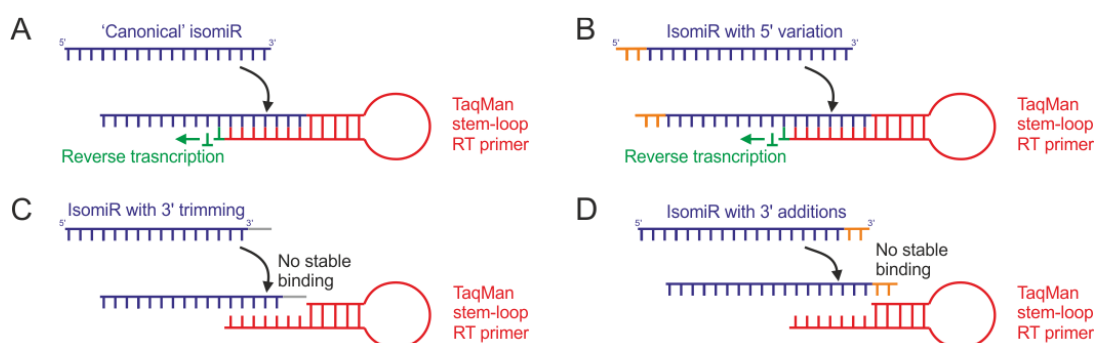 A
'Canonical' isomiR
5'
3'
TaqMan
stem-loop
RT primer
Reverse trasncription
B
IsomiR with 5' variation
5'
3'
TaqMan
stem-loop
RT primer
Reverse trasncription
C
IsomiR with 3' trimming
5'
3'
No stable
binding
TaqMan
stem-loop
RT primer
D
IsomiR with 3' additions
5'
3'
No stable
binding
TaqMan
stem-loop
RT primer